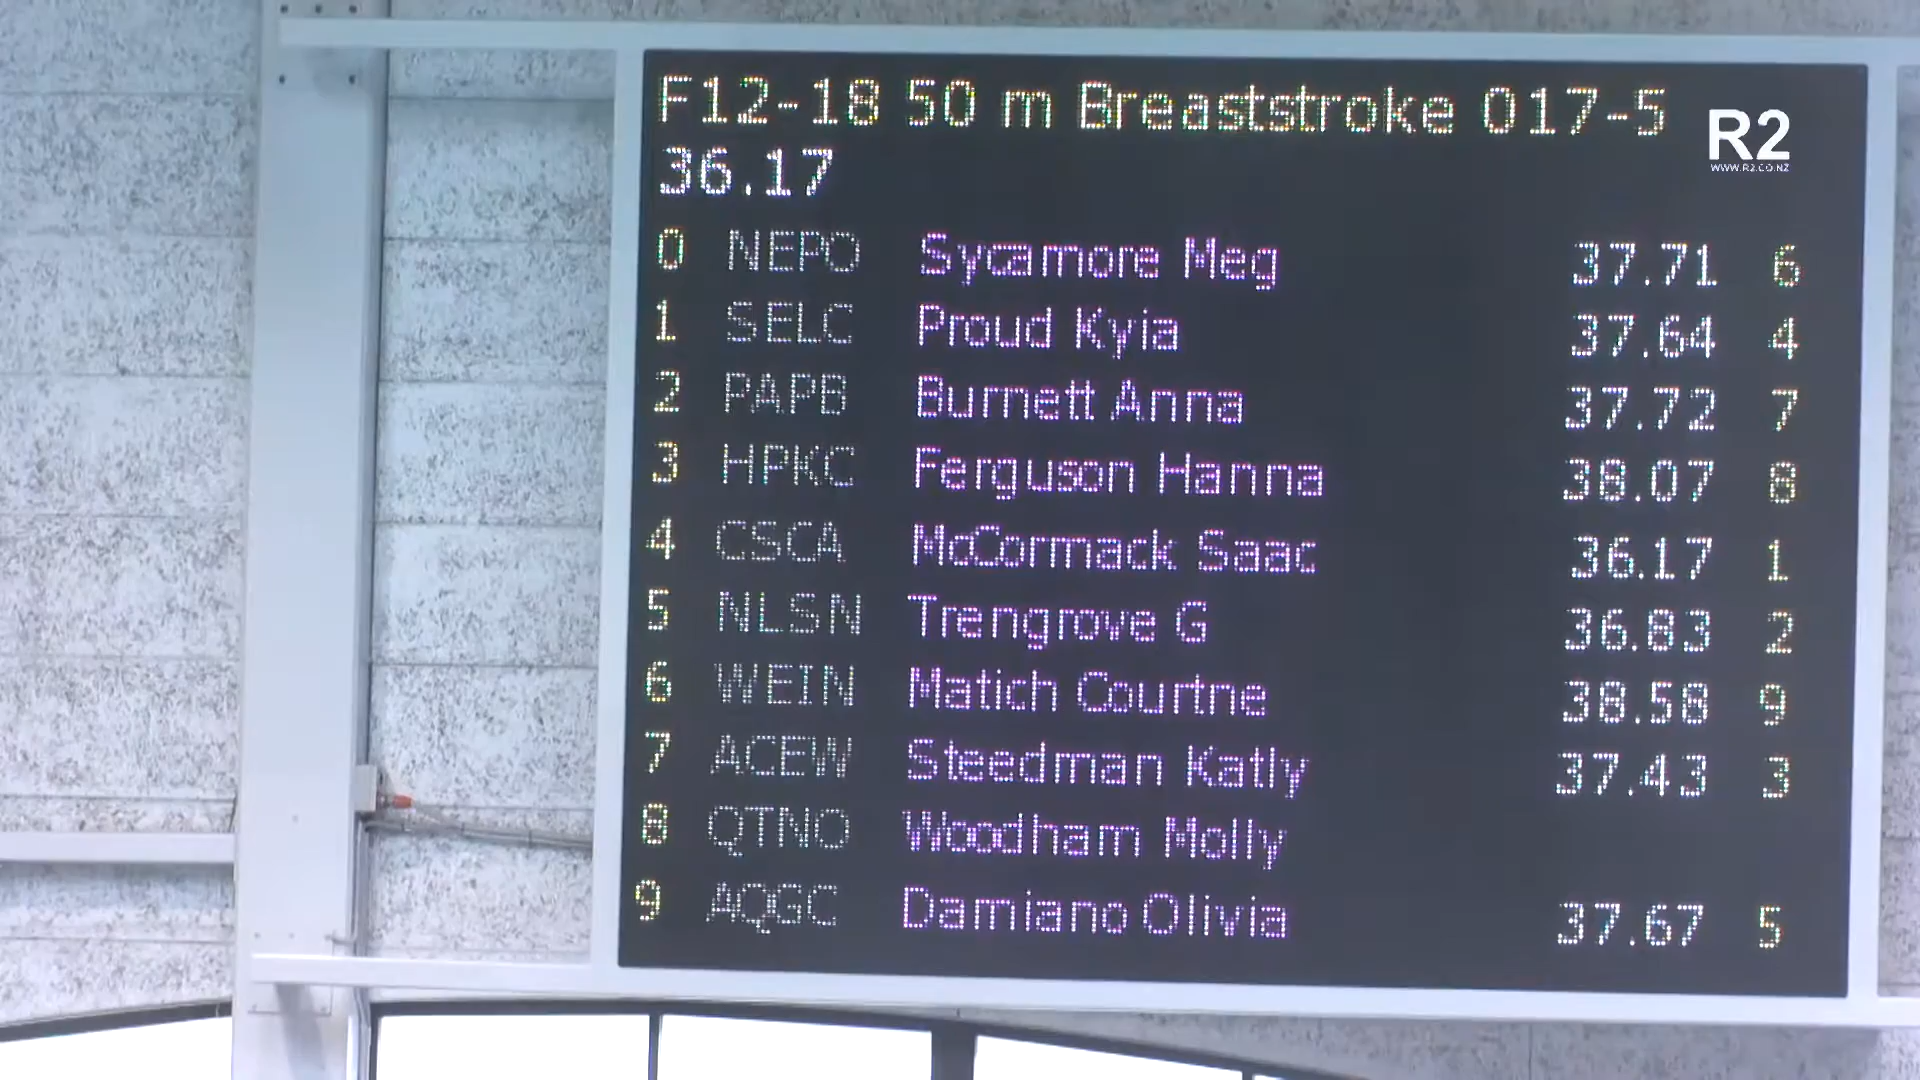 F12-18 50 m Breaststroke 017-5
R2
WWW.R2.CO.NZ
36.17
0 NEPO Sycamore Meg 37.71 6
1 SELC Proud Kyia 37.64 4
2 PAPB Burnett Anna 37.72 7
3 HPKC Ferguson Hanna 38.07 8
4 CSCA McCormack Saac 36.17 1
5 NLSN Trengrove G 36.83 2
6 WEIN Matich Courtne 38.58 9
7 ACEW Steedman Katly 37.43 3
8 QTNO Woodham Molly
9 AQGC Damiano Olivia 37.67 5